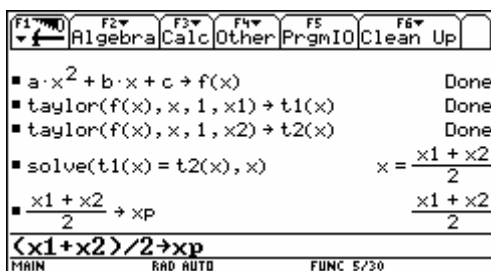 F1 F2 F3 F4 F5 F6
Algebra Calc Other PrgmIO Clean Up
▪ a·x² + b·x + c → f(x) Done
▪ taylor(f(x), x, 1, x1) → t1(x) Done
▪ taylor(f(x), x, 1, x2) → t2(x) Done
▪ solve(t1(x) = t2(x), x) x = (x1 + x2)/2
▪ (x1 + x2)/2 → xp (x1 + x2)/2
(x1+x2)/2→xp
MAIN RAD AUTO FUNC 5/30